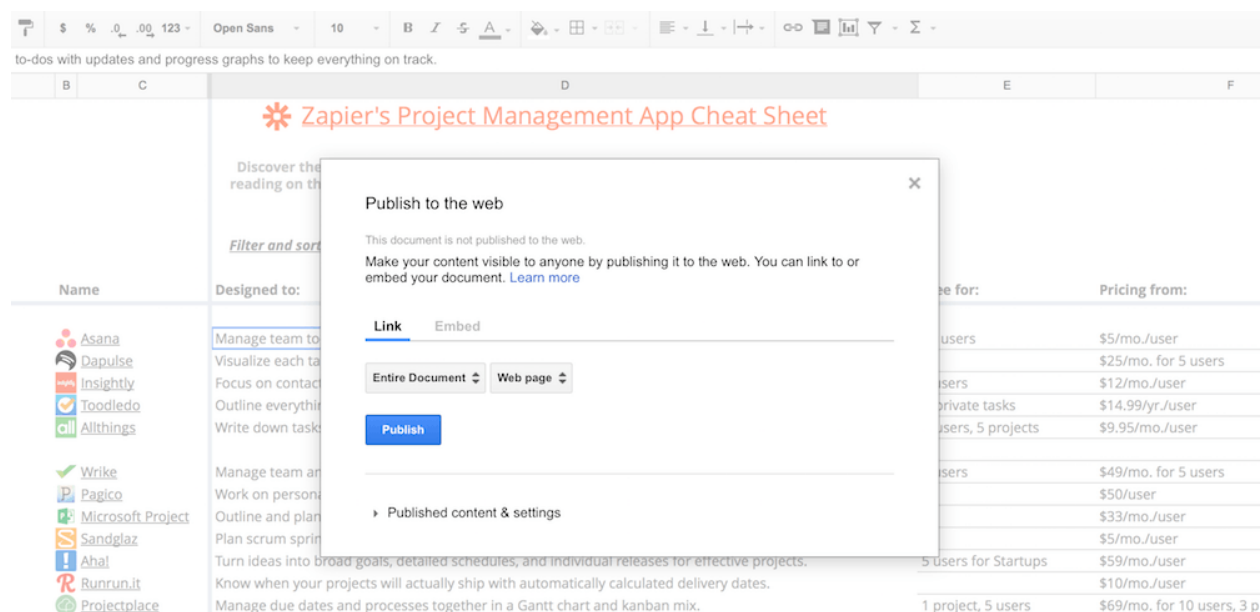 $ % .0 .00 123 Open Sans 10 B I S A
to-dos with updates and progress graphs to keep everything on track.
B C D E F
Zapier's Project Management App Cheat Sheet
Discover the
reading on th
Filter and sort
Publish to the web
This document is not published to the web.
Make your content visible to anyone by publishing it to the web. You can link to or
embed your document. Learn more
Link Embed
Entire Document Web page
Publish
Published content & settings
Name Designed to: ee for: Pricing from:
Asana Manage team to users $5/mo./user
Dapulse Visualize each ta $25/mo. for 5 users
Insightly Focus on contact users $12/mo./user
Toodledo Outline everythin private tasks $14.99/yr./user
all Allthings Write down tasks users, 5 projects $9.95/mo./user
Wrike Manage team an users $49/mo. for 5 users
Pagico Work on persona $50/user
Microsoft Project Outline and plan $33/mo./user
Sandglaz Plan scrum sprin $5/mo./user
Aha! Turn ideas into broad goals, detailed schedules, and individual releases for effective projects. 5 users for Startups $59/mo./user
Runrun.it Know when your projects will actually ship with automatically calculated delivery dates. $10/mo./user
Projectplace Manage due dates and processes together in a Gantt chart and kanban mix. 1 project, 5 users $69/mo. for 10 users, 3 p